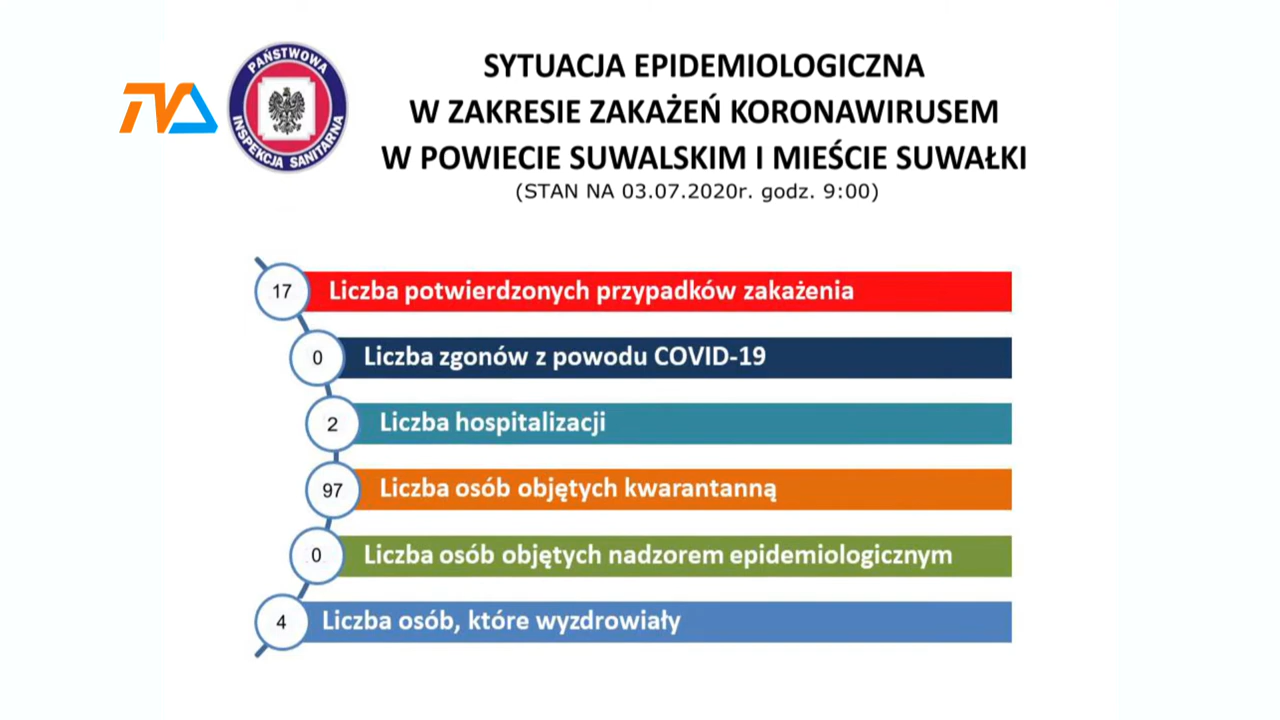 TVA
PAŃSTWOWA
INSPEKCJA SANITARNA
SYTUACJA EPIDEMIOLOGICZNA
W ZAKRESIE ZAKAŻEŃ KORONAWIRUSEM
W POWIECIE SUWALSKIM I MIEŚCIE SUWAŁKI
(STAN NA 03.07.2020r. godz. 9:00)
17 Liczba potwierdzonych przypadków zakażenia
0 Liczba zgonów z powodu COVID-19
2 Liczba hospitalizacji
97 Liczba osób objętych kwarantanną
0 Liczba osób objętych nadzorem epidemiologicznym
4 Liczba osób, które wyzdrowiały